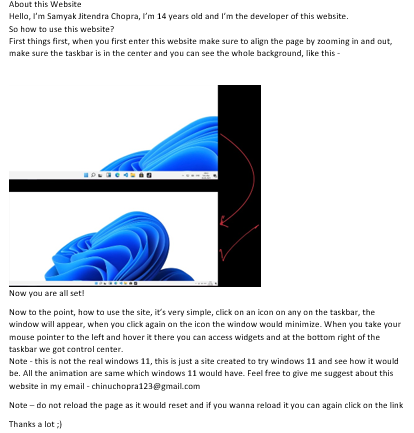 About this Website
Hello, I'm Samyak Jitendra Chopra, I'm 14 years old and I'm the developer of this website.
So how to use this website?
First things first, when you first enter this website make sure to align the page by zooming in and out,
make sure the taskbar is in the center and you can see the whole background, like this -
Now you are all set!
Now to the point, how to use the site, it's very simple, click on an icon on any on the taskbar, the
window will appear, when you click again on the icon the window would minimize. When you take your
mouse pointer to the left and hover it there you can access widgets and at the bottom right of the
taskbar we got control center.
Note - this is not the real windows 11, this is just a site created to try windows 11 and see how it would
be. All the animation are same which windows 11 would have. Feel free to give me suggest about this
website in my email - chinuchopra123@gmail.com
Note – do not reload the page as it would reset and if you wanna reload it you can again click on the link
Thanks a lot ;)